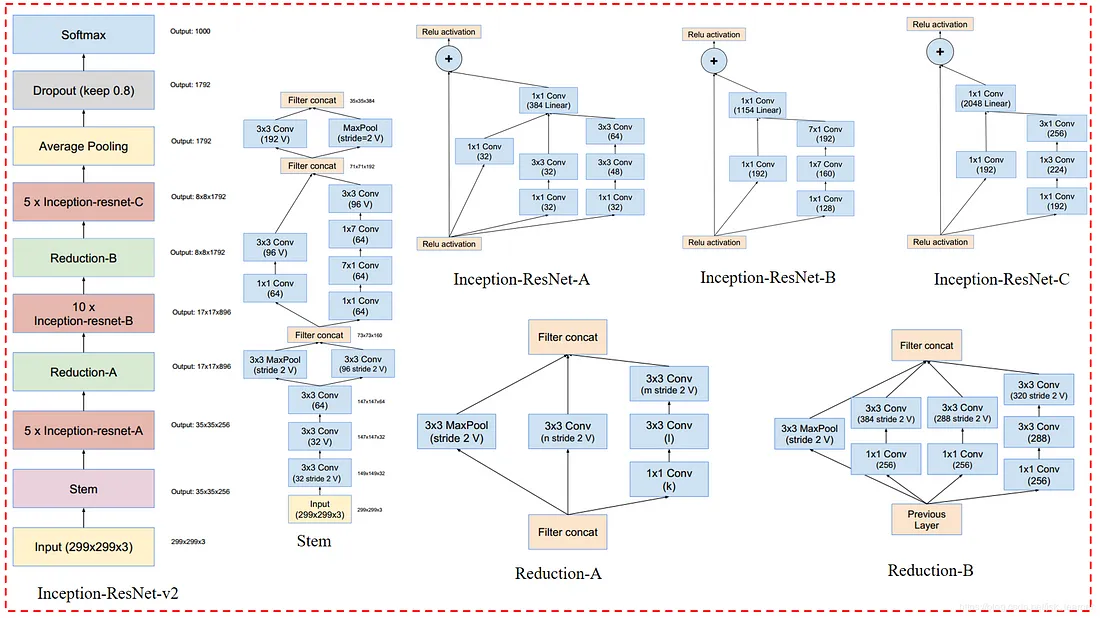 Softmax
Output: 1000
Dropout (keep 0.8)
Output: 1792
Average Pooling
Output: 1792
5 x Inception-resnet-C
Output: 8x8x1792
Reduction-B
Output: 8x8x1792
10 x
Inception-resnet-B
Output: 17x17x896
Reduction-A
Output: 17x17x896
5 x Inception-resnet-A
Output: 35x35x256
Stem
Output: 35x35x256
Input (299x299x3)
299x299x3
Inception-ResNet-v2
Filter concat
35x35x384
3x3 Conv
(192 V)
MaxPool
(stride=2 V)
Filter concat
71x71x192
3x3 Conv
(96 V)
1x7 Conv
(64)
3x3 Conv
(96 V)
7x1 Conv
(64)
1x1 Conv
(64)
1x1 Conv
(64)
Filter concat
73x73x160
3x3 MaxPool
(stride 2 V)
3x3 Conv
(96 stride 2 V)
3x3 Conv
(64)
147x147x64
3x3 Conv
(32 V)
147x147x32
3x3 Conv
(32 stride 2 V)
149x149x32
Input
(299x299x3)
299x299x3
Stem
Relu activation
+
1x1 Conv
(384 Linear)
1x1 Conv
(32)
3x3 Conv
(64)
3x3 Conv
(32)
3x3 Conv
(48)
1x1 Conv
(32)
1x1 Conv
(32)
Relu activation
Inception-ResNet-A
Relu activation
+
1x1 Conv
(1154 Linear)
7x1 Conv
(192)
1x1 Conv
(192)
1x7 Conv
(160)
1x1 Conv
(128)
Relu activation
Inception-ResNet-B
Relu activation
+
1x1 Conv
(2048 Linear)
3x1 Conv
(256)
1x1 Conv
(192)
1x3 Conv
(224)
1x1 Conv
(192)
Relu activation
Inception-ResNet-C
Filter concat
3x3 Conv
(m stride 2 V)
3x3 MaxPool
(stride 2 V)
3x3 Conv
(n stride 2 V)
3x3 Conv
(l)
1x1 Conv
(k)
Filter concat
Reduction-A
Filter concat
3x3 Conv
(320 stride 2 V)
3x3 MaxPool
(stride 2 V)
3x3 Conv
(384 stride 2 V)
3x3 Conv
(288 stride 2 V)
3x3 Conv
(288)
1x1 Conv
(256)
1x1 Conv
(256)
1x1 Conv
(256)
Previous
Layer
Reduction-B